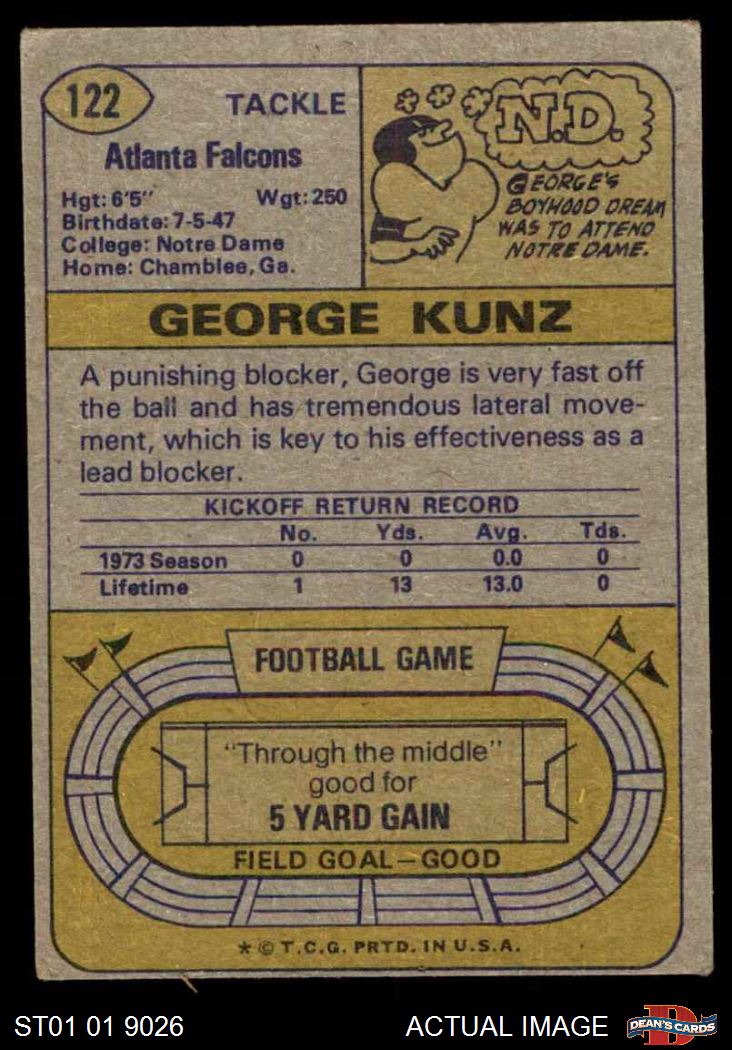 122
TACKLE
Atlanta Falcons
Hgt: 6'5" Wgt: 250
Birthdate: 7-5-47
College: Notre Dame
Home: Chamblee, Ga.
N.D.
GEORGE'S
BOYHOOD DREAM
WAS TO ATTEND
NOTRE DAME.
GEORGE KUNZ
A punishing blocker, George is very fast off
the ball and has tremendous lateral move-
ment, which is key to his effectiveness as a
lead blocker.
KICKOFF RETURN RECORD
No. Yds. Avg. Tds.
1973 Season 0 0 0.0 0
Lifetime 1 13 13.0 0
FOOTBALL GAME
"Through the middle"
good for
5 YARD GAIN
FIELD GOAL—GOOD
* © T.C.G. PRTD. IN U.S.A.
ST01 01 9026 ACTUAL IMAGE DEAN'S CARDS